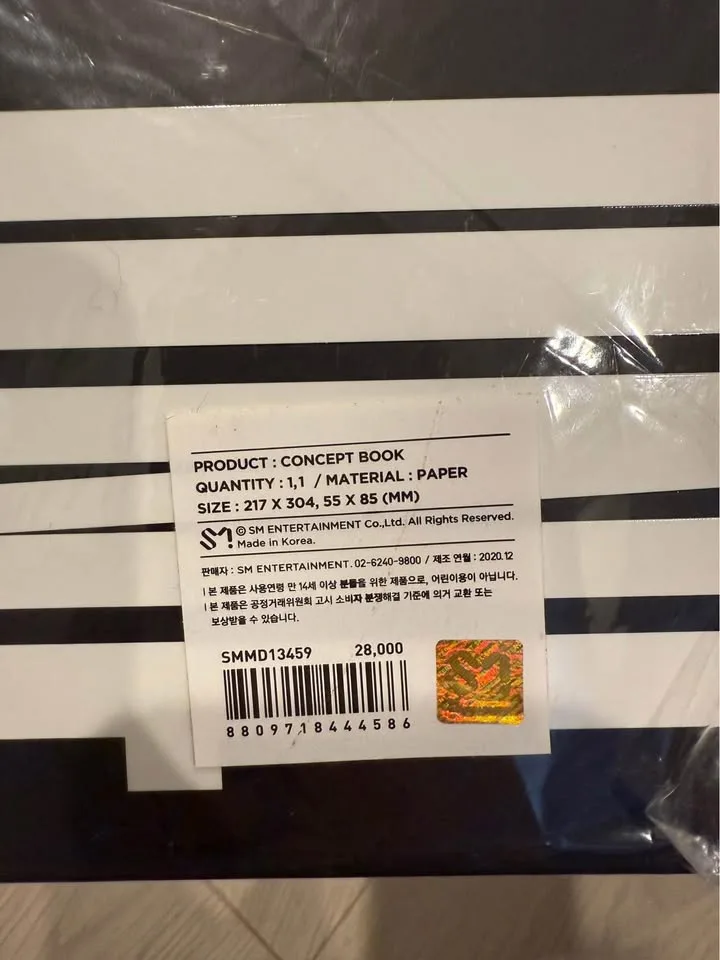 PRODUCT : CONCEPT BOOK
QUANTITY : 1,1 / MATERIAL : PAPER
SIZE : 217 X 304, 55 X 85 (MM)
SM! © SM ENTERTAINMENT Co.,Ltd. All Rights Reserved.
Made in Korea.
판매자 : SM ENTERTAINMENT. 02-6240-9800 / 제조 연월 : 2020.12
l 본 제품은 사용연령 만 14세 이상 분들을 위한 제품으로, 어린이용이 아닙니다.
l 본 제품은 공정거래위원회 고시 소비자 분쟁해결 기준에 의거 교환 또는
보상받을 수 있습니다.
SMMD13459 28,000
8809718444586
SM